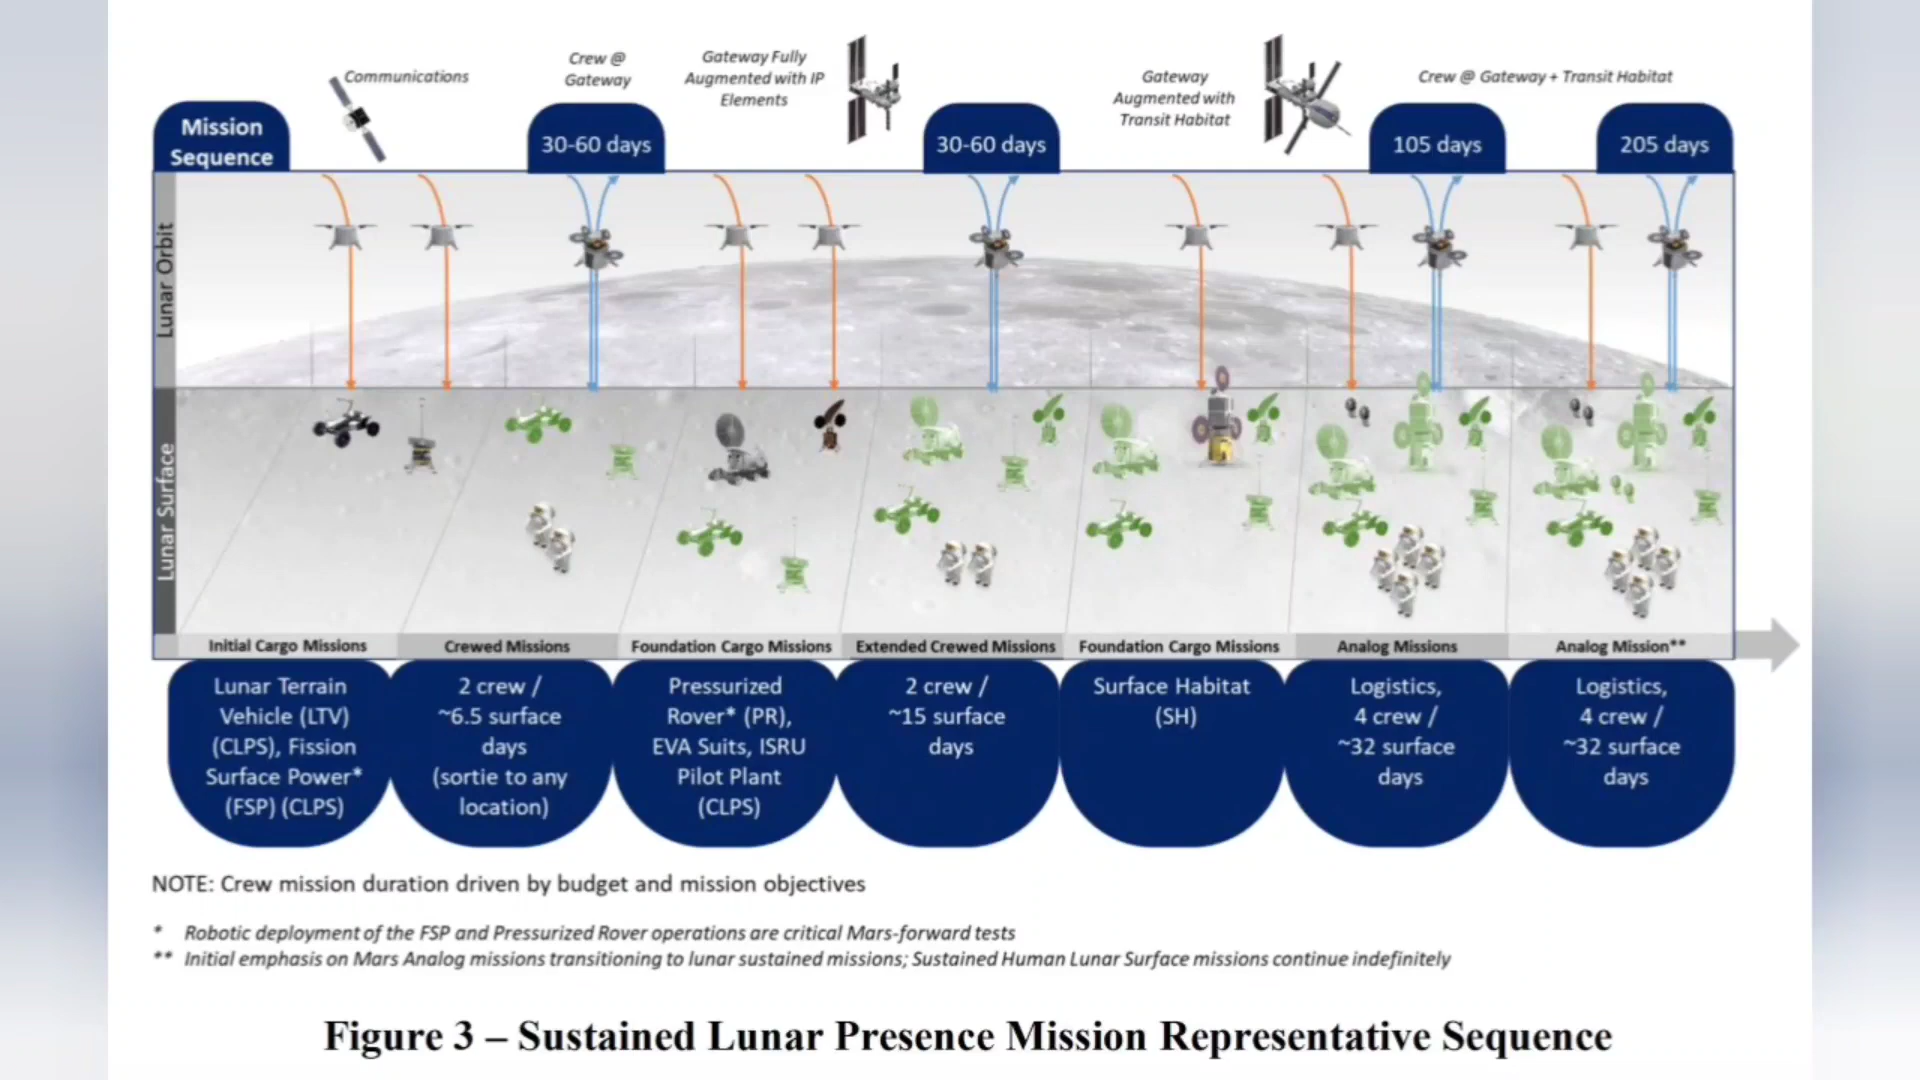 Communications
Crew @
Gateway
Gateway Fully
Augmented with IP
Elements
Gateway
Augmented with
Transit Habitat
Crew @ Gateway + Transit Habitat
Mission
Sequence
30-60 days
30-60 days
105 days
205 days
Lunar Orbit
Lunar Surface
Initial Cargo Missions
Crewed Missions
Foundation Cargo Missions
Extended Crewed Missions
Foundation Cargo Missions
Analog Missions
Analog Mission**
Lunar Terrain
Vehicle (LTV)
(CLPS), Fission
Surface Power*
(FSP) (CLPS)
2 crew /
~6.5 surface
days
(sortie to any
location)
Pressurized
Rover* (PR),
EVA Suits, ISRU
Pilot Plant
(CLPS)
2 crew /
~15 surface
days
Surface Habitat
(SH)
Logistics,
4 crew /
~32 surface
days
Logistics,
4 crew /
~32 surface
days
NOTE: Crew mission duration driven by budget and mission objectives
* Robotic deployment of the FSP and Pressurized Rover operations are critical Mars-forward tests
** Initial emphasis on Mars Analog missions transitioning to lunar sustained missions; Sustained Human Lunar Surface missions continue indefinitely
Figure 3 – Sustained Lunar Presence Mission Representative Sequence